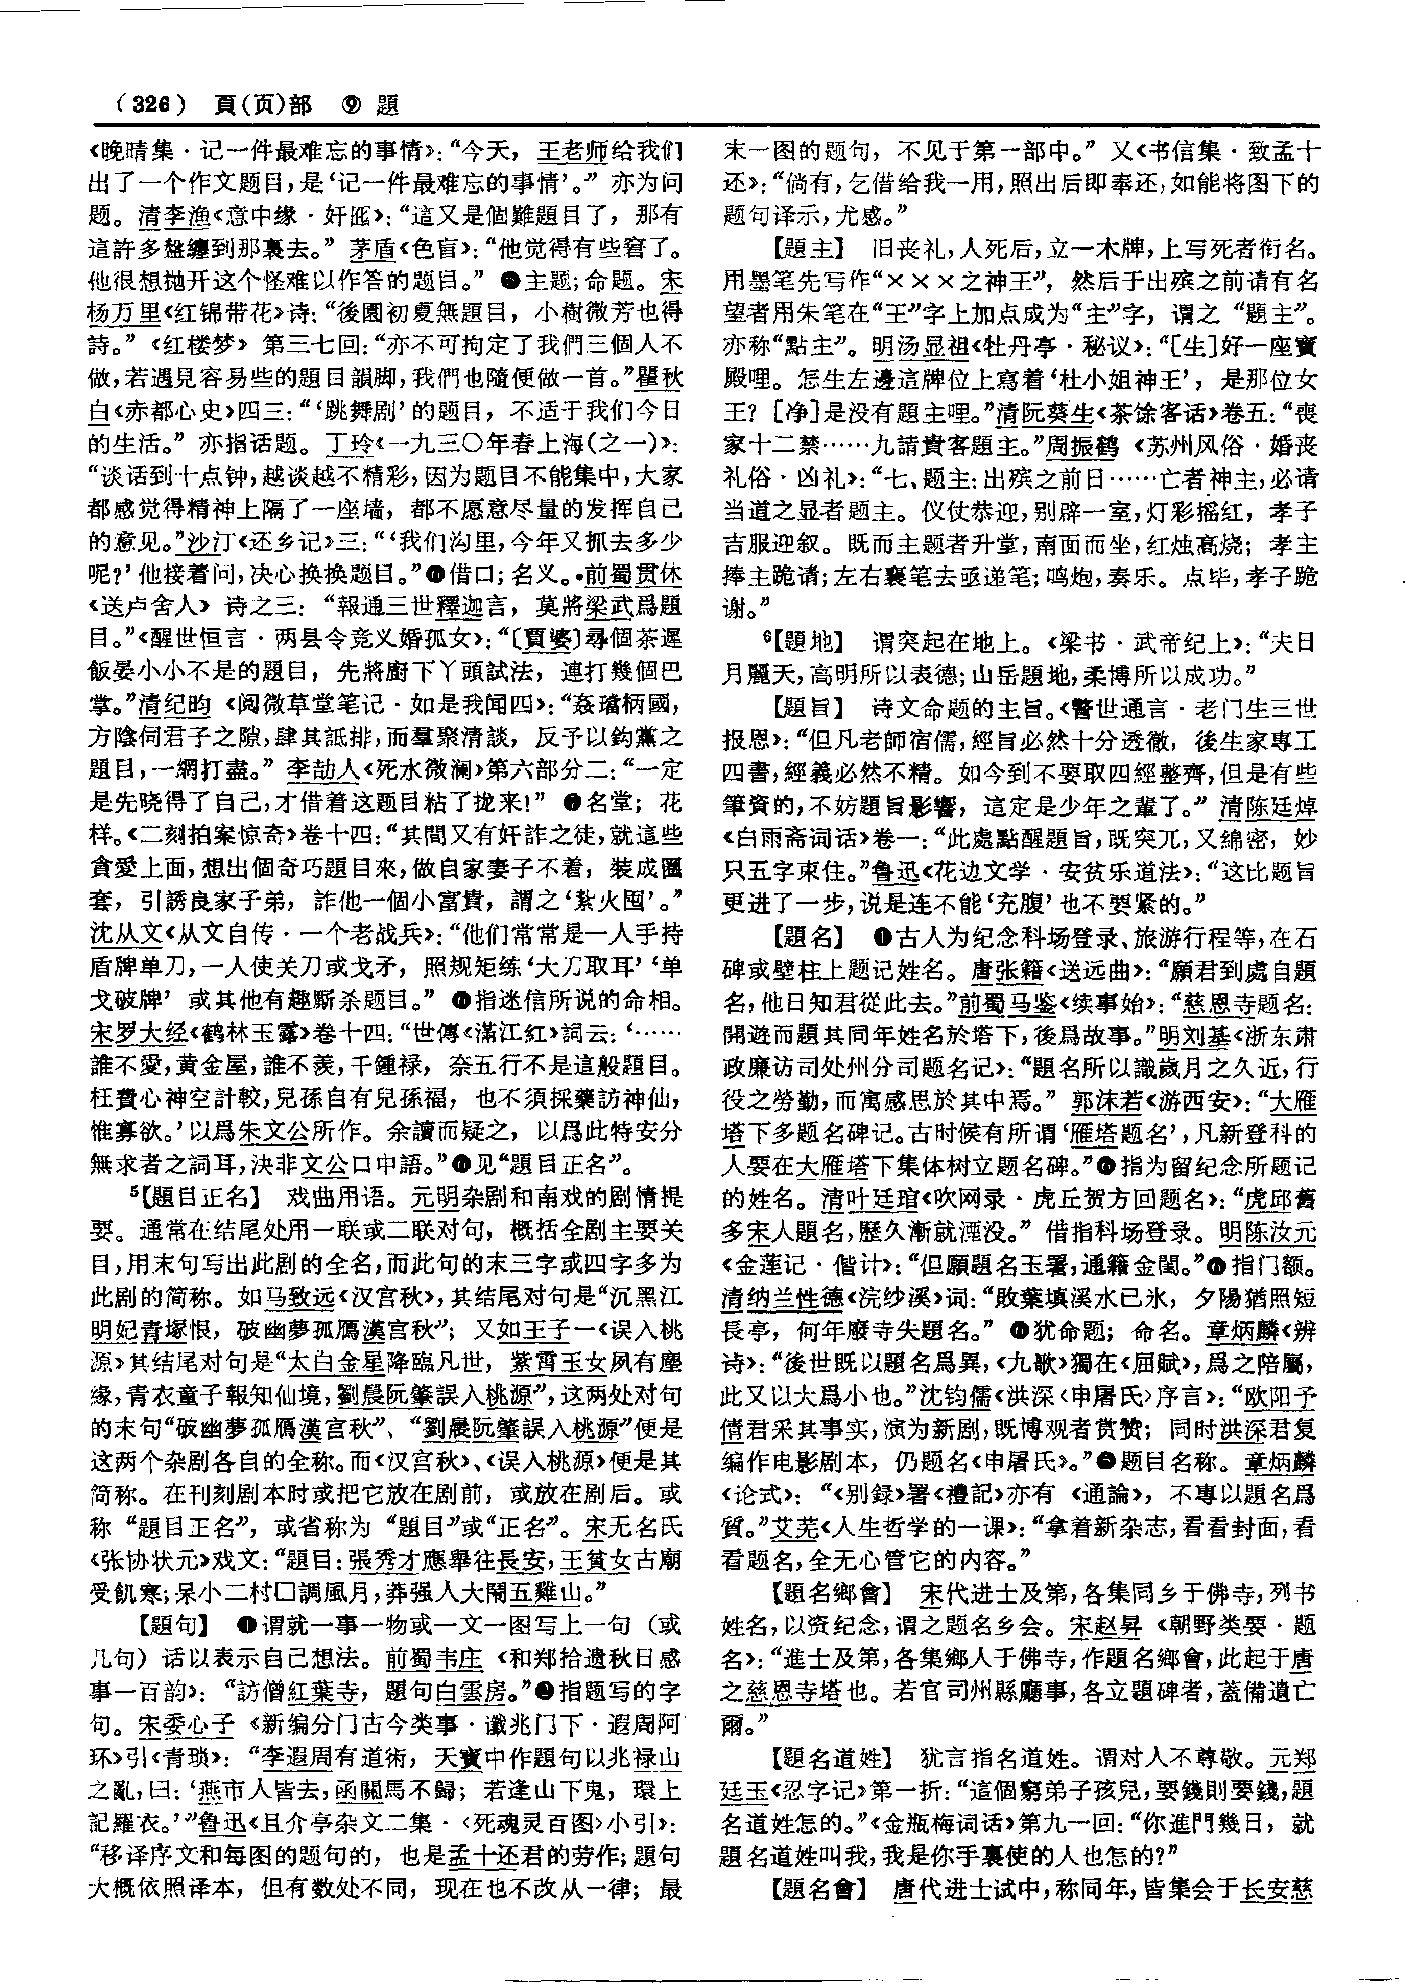 (326) 頁(页)部 ⑨ 題
《晚晴集·记一件最难忘的事情》：“今天，王老师给我们
出了一个作文题目，是‘记一件最难忘的事情’。” 亦为问
题。清李渔《意中缘·奸囮》：“這又是個難題目了，那有
這許多盤纏到那裏去。” 茅盾《色盲》：“他觉得有些窘了。
他很想抛开这个怪难以作答的题目。” ❺主题；命题。宋
杨万里《红锦带花》诗：“後園初夏無題目，小樹微芳也得
詩。” 《红楼梦》 第三七回：“亦不可拘定了我們三個人不
做，若遇見容易些的題目韻脚，我們也隨便做一首。”瞿秋
白《赤都心史》四三：“‘跳舞剧’的题目，不适于我们今日
的生活。” 亦指话题。丁玲《一九三〇年春上海(之一)》：
“谈话到十点钟，越谈越不精彩，因为题目不能集中，大家
都感觉得精神上隔了一座墙，都不愿意尽量的发挥自己
的意见。”沙汀《还乡记》三：“‘我们沟里，今年又抓去多少
呢？’他接着问，决心换换题目。”❻借口；名义。前蜀贯休
《送卢舍人》 诗之三：“報通三世釋迦言，莫將梁武爲題
目。”《醒世恒言·两县令竞义婚孤女》：“〔賈婆〕尋個茶遲
飯晏小小不是的題目，先將廚下丫頭試法，連打幾個巴
掌。”清纪昀 《阅微草堂笔记·如是我闻四》：“姦璫柄國，
方陰伺君子之隙，肆其詆排，而羣聚清談，反予以鈎黨之
題目，一網打盡。” 李劼人《死水微澜》第六部分二：“一定
是先晓得了自己，才借着这题目粘了拢来！” ❼名堂；花
样。《二刻拍案惊奇》卷十四：“其間又有奸詐之徒，就這些
貪愛上面，想出個奇巧題目來，做自家妻子不着，裝成圈
套，引誘良家子弟，詐他一個小富貴，謂之‘紮火囤’。”
沈从文《从文自传·一个老战兵》：“他们常常是一人手持
盾牌单刀，一人使关刀或戈矛，照规矩练‘大刀取耳’‘单
戈破牌’ 或其他有趣厮杀题目。” ❽指迷信所说的命相。
宋罗大经《鹤林玉露》卷十四：“世傳《滿江紅》詞云：‘……
誰不愛，黄金屋，誰不羨，千鍾禄，奈五行不是這般題目。
枉費心神空計較，兒孫自有兒孫福，也不須採藥訪神仙，
惟寡欲。’以爲朱文公所作。余讀而疑之，以爲此特安分
無求者之詞耳，決非文公口中語。”❾见“題目正名”。
⁵【題目正名】 戏曲用语。元明杂剧和南戏的剧情提
要。通常在结尾处用一联或二联对句，概括全剧主要关
目，用末句写出此剧的全名，而此句的末三字或四字多为
此剧的简称。如马致远《汉宫秋》，其结尾对句是“沉黑江
明妃青塚恨，破幽夢孤鴈漢宫秋”；又如王子一《误入桃
源》其结尾对句是“太白金星降臨凡世，紫霄玉女夙有塵
緣，青衣童子報知仙境，劉晨阮肇誤入桃源”，这两处对句
的末句“破幽夢孤鴈漢宫秋”、“劉晨阮肇誤入桃源”便是
这两个杂剧各自的全称。而《汉宫秋》、《误入桃源》便是其
简称。在刊刻剧本时或把它放在剧前，或放在剧后。或
称“題目正名”，或省称为“題目”或“正名”。宋无名氏
《张协状元》戏文：“題目：張秀才應舉往長安，王貧女古廟
受飢寒；呆小二村□調風月，莽强人大鬧五雞山。”
【題句】 ❶谓就一事一物或一文一图写上一句（或
几句）话以表示自己想法。前蜀韦庄 《和郑拾遗秋日感
事一百韵》：“訪僧紅葉寺，題句白雲房。”❷指题写的字
句。宋委心子 《新编分门古今类事·谶兆门下·遐周阿
环》引《青琐》：“李遐周有道術，天寶中作題句以兆禄山
之亂，曰：‘燕市人皆去，函關馬不歸；若逢山下鬼，環上
記羅衣。’”鲁迅《且介亭杂文二集·〈死魂灵百图〉小引》：
“移译序文和每图的题句的，也是孟十还君的劳作；题句
大概依照译本，但有数处不同，现在也不改从一律；最
末一图的题句，不见于第一部中。” 又《书信集·致孟十
还》：“倘有，乞借给我一用，照出后即奉还，如能将图下的
题句译示，尤感。”
【題主】 旧丧礼，人死后，立一木牌，上写死者衔名。
用墨笔先写作“×××之神王”，然后于出殡之前请有名
望者用朱笔在“王”字上加点成为“主”字，谓之“题主”。
亦称“點主”。明汤显祖《牡丹亭·秘议》：“[生]好一座寶
殿哩。怎生左邊這牌位上寫着‘杜小姐神王’，是那位女
王？[净]是没有題主哩。”清阮葵生《茶馀客话》卷五：“喪
家十二禁……九請貴客題主。”周振鹤 《苏州风俗·婚丧
礼俗·凶礼》：“七、题主：出殡之前日……亡者神主，必请
当道之显者题主。仪仗恭迎，别辟一室，灯彩摇红，孝子
吉服迎叙。既而主题者升堂，南面而坐，红烛高烧；孝主
捧主跪请；左右襄笔去亟递笔；鸣炮，奏乐。点毕，孝子跪
谢。”
⁶【題地】 谓突起在地上。《梁书·武帝纪上》：“夫日
月麗天，高明所以表德；山岳題地，柔博所以成功。”
【題旨】 诗文命题的主旨。《警世通言·老门生三世
报恩》：“但凡老師宿儒，經旨必然十分透徹，後生家專工
四書，經義必然不精。如今到不要取四經整齊，但是有些
筆資的，不妨題旨影響，這定是少年之輩了。” 清陈廷焯
《白雨斋词话》卷一：“此處點醒題旨，既突兀，又綿密，妙
只五字束住。”鲁迅《花边文学·安贫乐道法》：“这比题旨
更进了一步，说是连不能‘充腹’也不要紧的。”
【題名】 ❶古人为纪念科场登录、旅游行程等，在石
碑或壁柱上题记姓名。唐张籍《送远曲》：“願君到處自題
名，他日知君從此去。”前蜀马鉴《续事始》：“慈恩寺題名：
開遊而題其同年姓名於塔下，後爲故事。”明刘基《浙东肃
政廉访司处州分司题名记》：“題名所以識歲月之久近，行
役之勞勤，而寓感思於其中焉。” 郭沫若《游西安》：“大雁
塔下多题名碑记。古时候有所谓‘雁塔题名’，凡新登科的
人要在大雁塔下集体树立题名碑。”❷指为留纪念所题记
的姓名。清叶廷琯《吹网录·虎丘贺方回题名》：“虎邱舊
多宋人題名，歷久漸就湮没。” 借指科场登录。明陈汝元
《金莲记·偕计》：“但願題名玉署，通籍金閨。”❸指门额。
清纳兰性德《浣纱溪》词：“敗葉填溪水已氷，夕陽猶照短
長亭，何年廢寺失題名。” ❹犹命题；命名。章炳麟《辨
诗》：“後世既以題名爲異，《九歌》獨在《屈賦》，爲之陪屬，
此又以大爲小也。”沈钧儒《洪深〈申屠氏〉序言》：“欧阳予
倩君采其事实，演为新剧，既博观者赏赞；同时洪深君复
编作电影剧本，仍题名《申屠氏》。”❺题目名称。章炳麟
《论式》：“《别録》署《禮記》亦有《通論》，不專以題名爲
質。”艾芜《人生哲学的一课》：“拿着新杂志，看看封面，看
看题名，全无心管它的内容。”
【題名鄉會】 宋代进士及第，各集同乡于佛寺，列书
姓名，以资纪念，谓之题名乡会。宋赵昇 《朝野类要·题
名》：“進士及第，各集鄉人于佛寺，作題名鄉會，此起于唐
之慈恩寺塔也。若官司州縣廳事，各立題碑者，蓋備遺亡
爾。”
【題名道姓】 犹言指名道姓。谓对人不尊敬。元郑
廷玉《忍字记》第一折：“這個窮弟子孩兒，要錢則要錢，題
名道姓怎的。”《金瓶梅词话》第九一回：“你進門幾日，就
題名道姓叫我，我是你手裏使的人也怎的？”
【題名會】 唐代进士试中，称同年，皆集会于长安慈